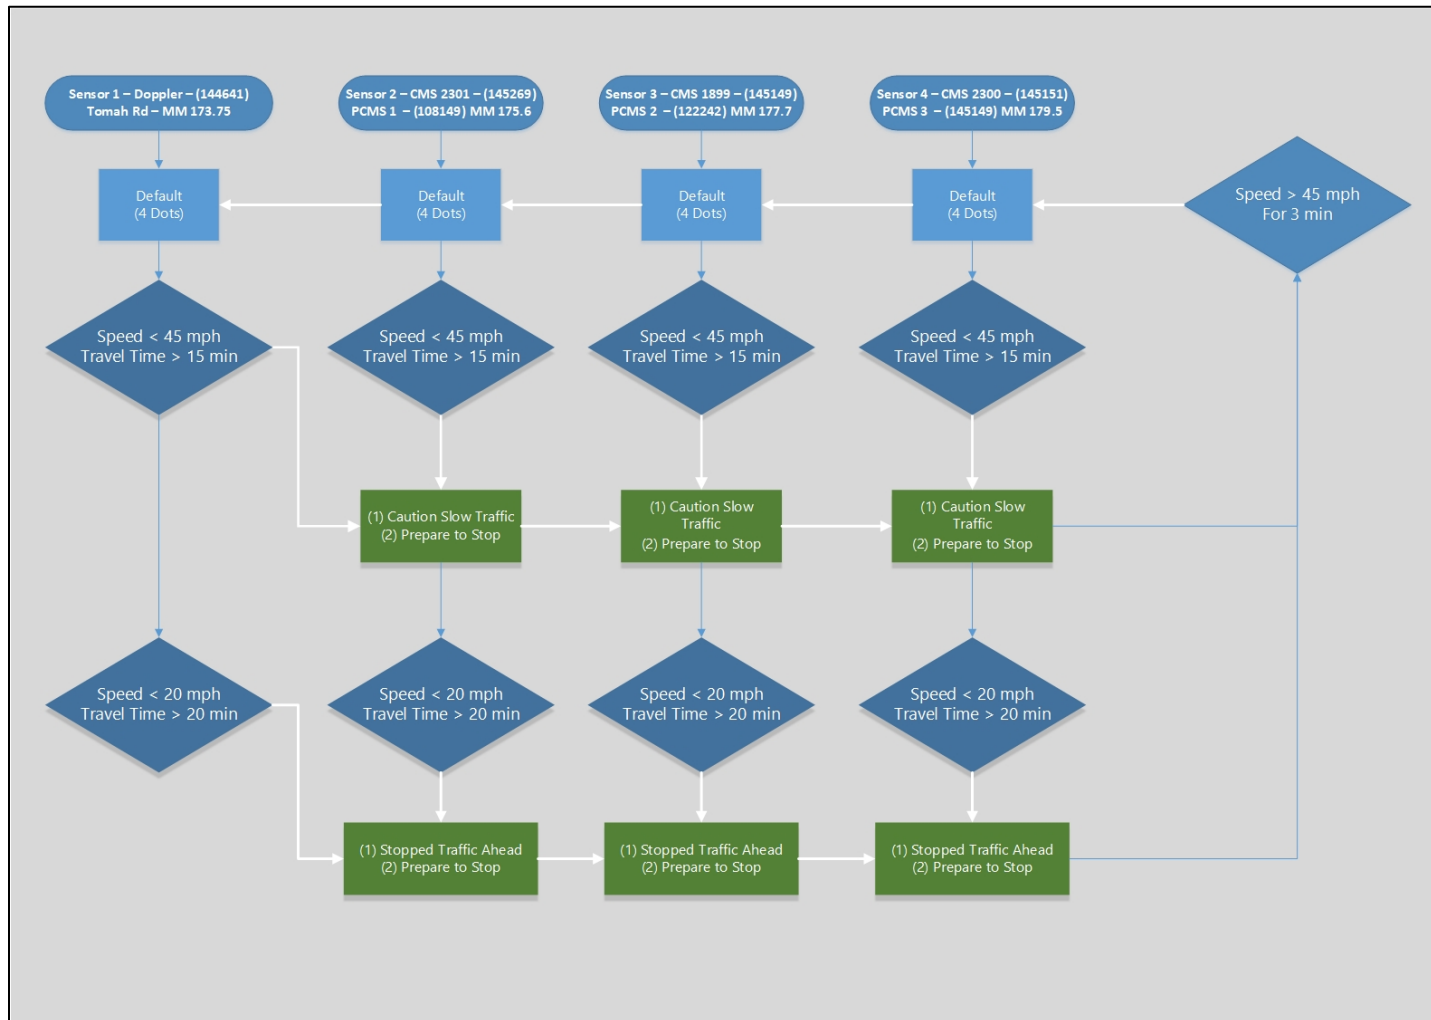 Sensor 1 – Doppler – (144641)
Tomah Rd – MM 173.75
Sensor 2 – CMS 2301 – (145269)
PCMS 1 – (108149) MM 175.6
Sensor 3 – CMS 1899 – (145149)
PCMS 2 – (122242) MM 177.7
Sensor 4 – CMS 2300 – (145151)
PCMS 3 – (145149) MM 179.5
Default
(4 Dots)
Default
(4 Dots)
Default
(4 Dots)
Default
(4 Dots)
Speed > 45 mph
For 3 min
Speed < 45 mph
Travel Time > 15 min
Speed < 45 mph
Travel Time > 15 min
Speed < 45 mph
Travel Time > 15 min
Speed < 45 mph
Travel Time > 15 min
(1) Caution Slow Traffic
(2) Prepare to Stop
(1) Caution Slow
Traffic
(2) Prepare to Stop
(1) Caution Slow
Traffic
(2) Prepare to Stop
Speed < 20 mph
Travel Time > 20 min
Speed < 20 mph
Travel Time > 20 min
Speed < 20 mph
Travel Time > 20 min
Speed < 20 mph
Travel Time > 20 min
(1) Stopped Traffic Ahead
(2) Prepare to Stop
(1) Stopped Traffic Ahead
(2) Prepare to Stop
(1) Stopped Traffic Ahead
(2) Prepare to Stop